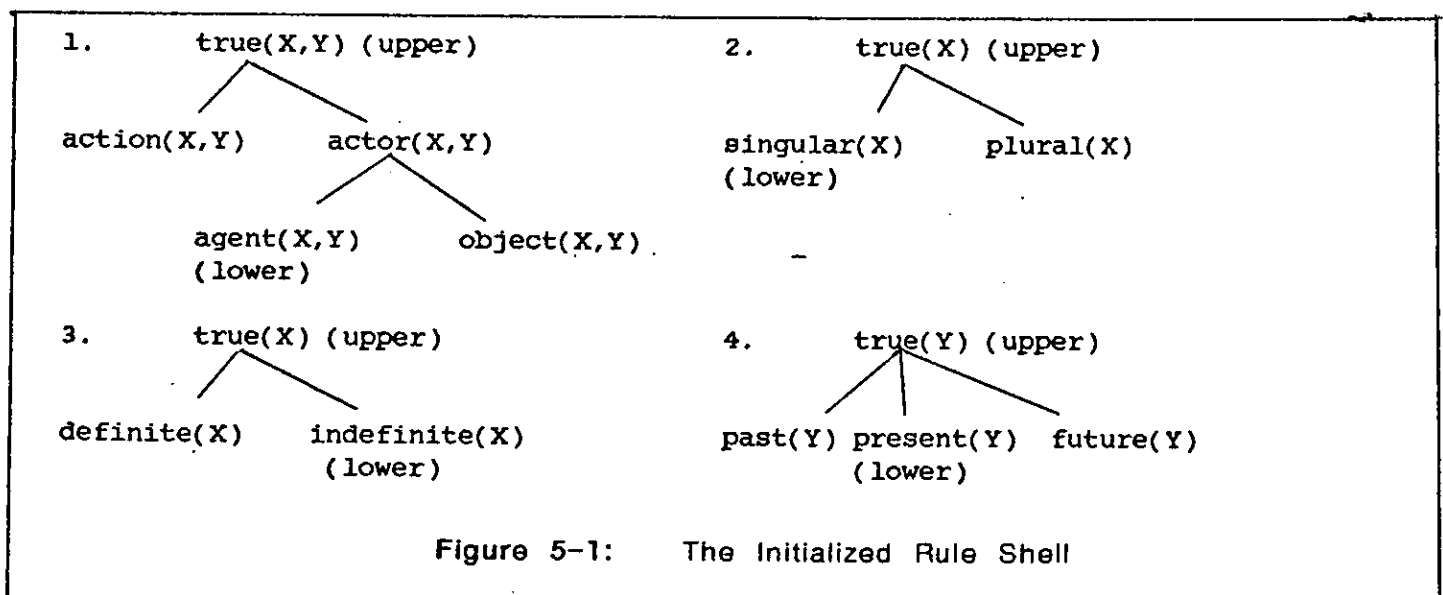 1. true(X,Y) (upper)
action(X,Y) actor(X,Y)
agent(X,Y) object(X,Y)
(lower)
2. true(X) (upper)
singular(X) plural(X)
(lower)
3. true(X) (upper)
definite(X) indefinite(X)
(lower)
4. true(Y) (upper)
past(Y) present(Y) future(Y)
(lower)
Figure 5-1: The Initialized Rule Shell